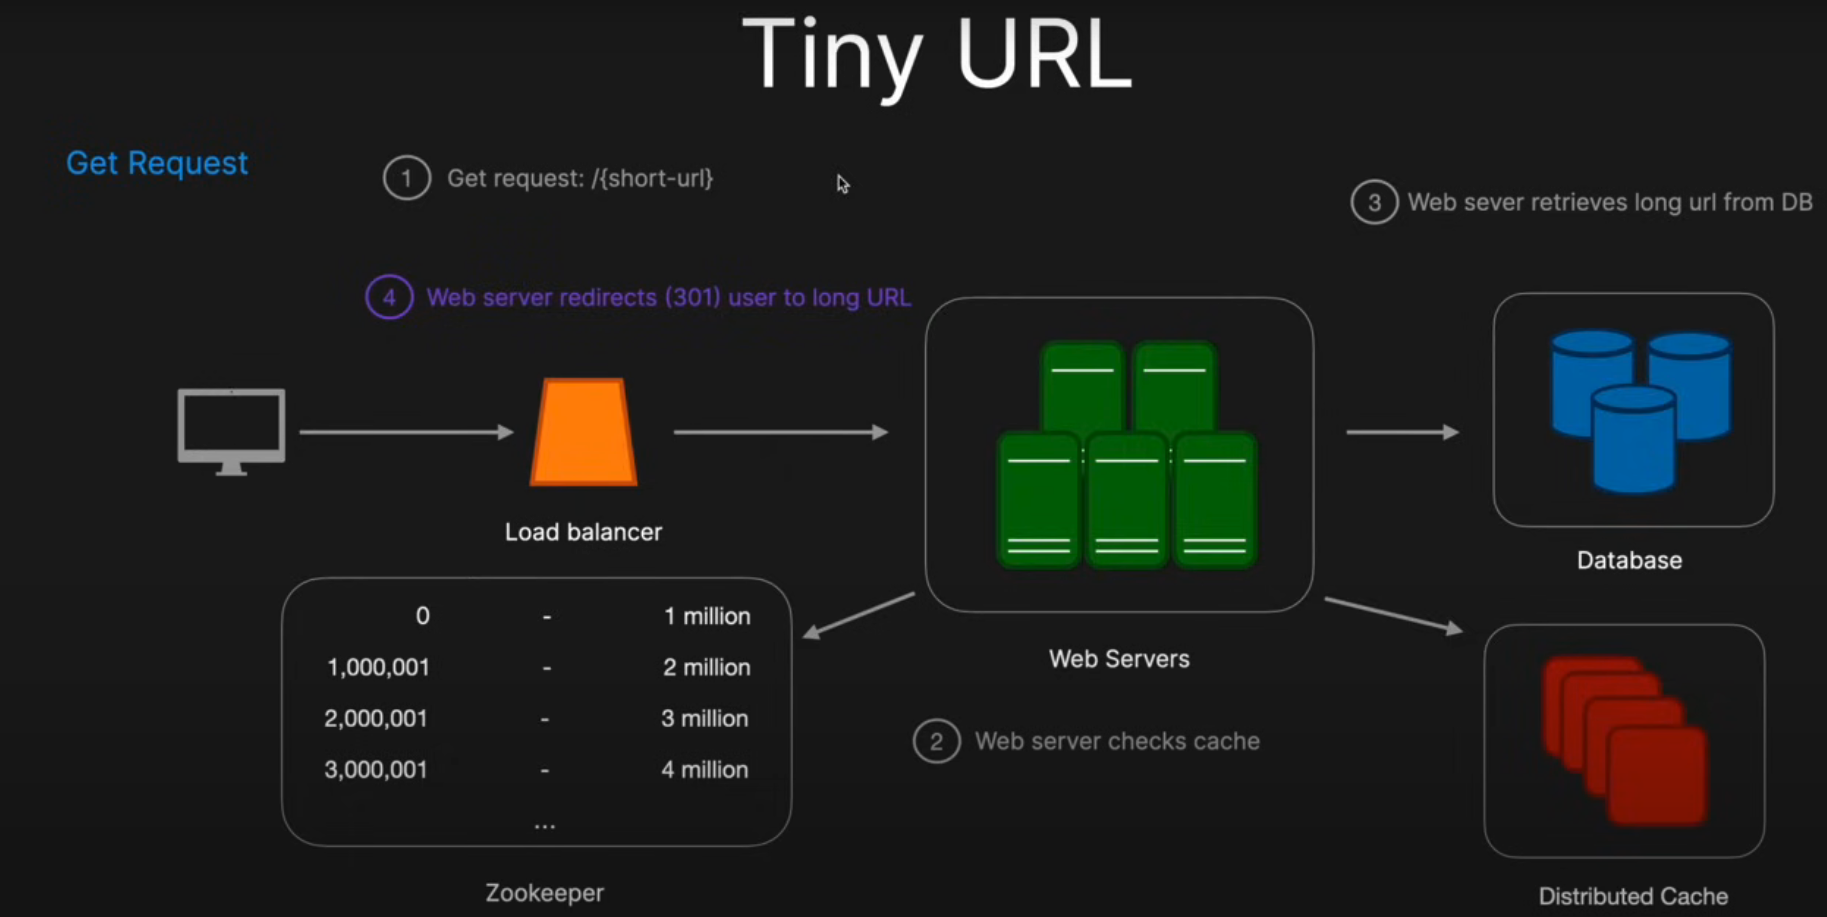 Tiny URL
Get Request
1 Get request: /{short-url}
3 Web sever retrieves long url from DB
4 Web server redirects (301) user to long URL
Load balancer
Database
0 - 1 million
1,000,001 - 2 million
2,000,001 - 3 million
3,000,001 - 4 million
...
Web Servers
2 Web server checks cache
Zookeeper
Distributed Cache